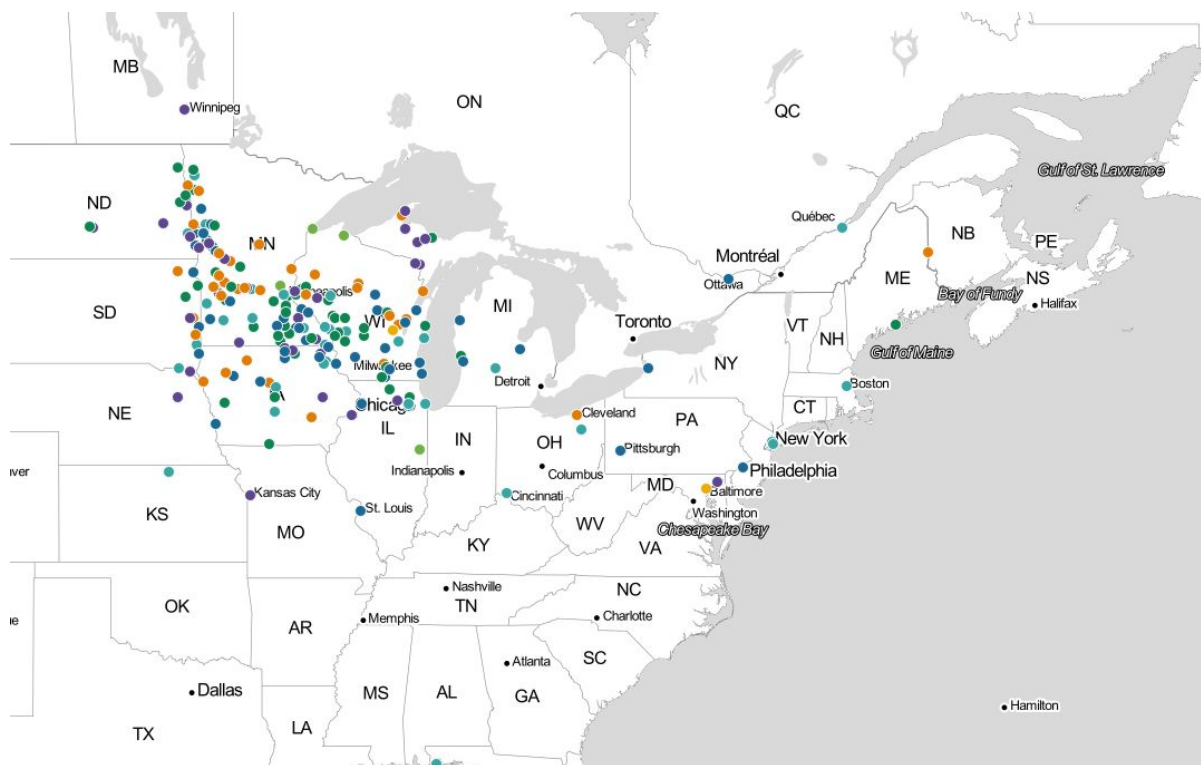 MB
ON
QC
Winnipeg
Gulf of St. Lawrence
ND
Québec
NB
PE
MN
Montréal
ME
NS
Ottawa
Bay of Fundy
Halifax
SD
WI
MI
Toronto
VT
NH
Gulf of Maine
Milwaukee
NY
Detroit
Boston
NE
Chicago
Cleveland
PA
CT
IL
IN
OH
New York
Pittsburgh
Indianapolis
Columbus
Philadelphia
MD
Baltimore
Kansas City
Cincinnati
Washington
KS
St. Louis
WV
Chesapeake Bay
MO
KY
VA
Nashville
NC
OK
TN
Memphis
Charlotte
AR
SC
Atlanta
Dallas
MS
AL
GA
Hamilton
LA
TX